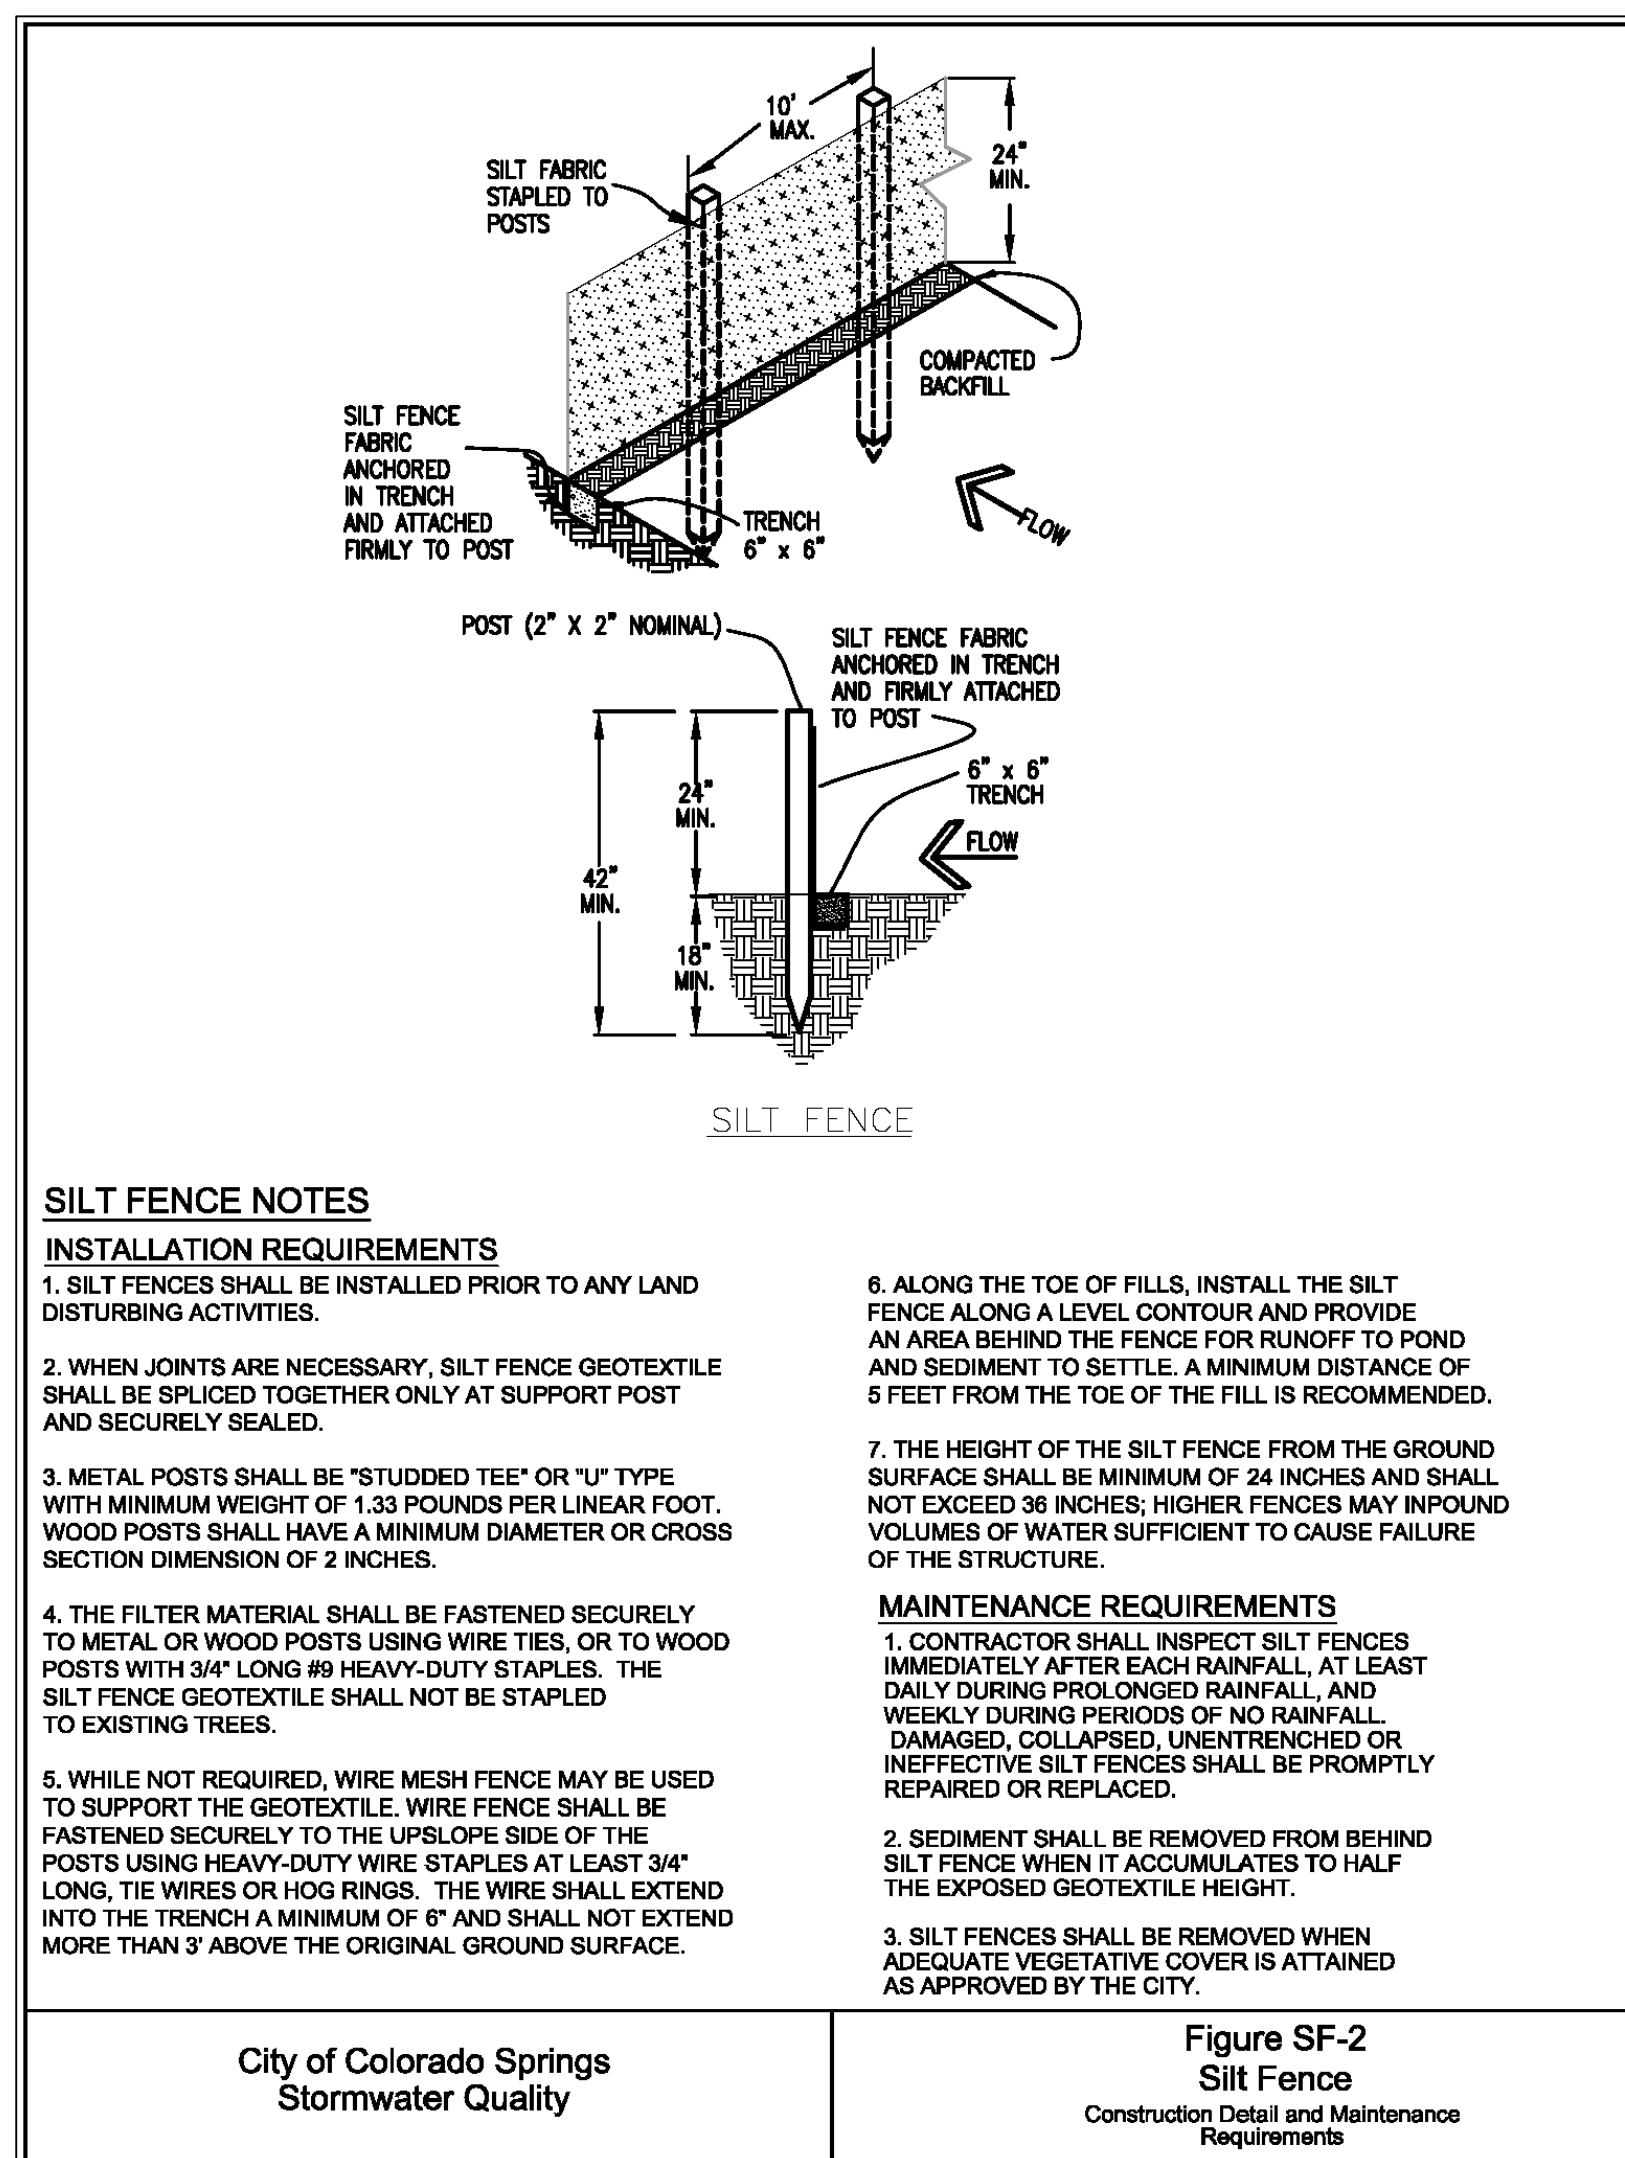 10'
MAX.
24"
MIN.
SILT FABRIC
STAPLED TO
POSTS
COMPACTED
BACKFILL
SILT FENCE
FABRIC
ANCHORED
IN TRENCH
AND ATTACHED
FIRMLY TO POST
TRENCH
6" x 6"
FLOW
POST (2" X 2" NOMINAL)
SILT FENCE FABRIC
ANCHORED IN TRENCH
AND FIRMLY ATTACHED
TO POST
6" x 6"
TRENCH
24"
MIN.
FLOW
42"
MIN.
18"
MIN.
SILT FENCE
SILT FENCE NOTES
INSTALLATION REQUIREMENTS
1. SILT FENCES SHALL BE INSTALLED PRIOR TO ANY LAND
DISTURBING ACTIVITIES.
2. WHEN JOINTS ARE NECESSARY, SILT FENCE GEOTEXTILE
SHALL BE SPLICED TOGETHER ONLY AT SUPPORT POST
AND SECURELY SEALED.
3. METAL POSTS SHALL BE "STUDDED TEE" OR "U" TYPE
WITH MINIMUM WEIGHT OF 1.33 POUNDS PER LINEAR FOOT.
WOOD POSTS SHALL HAVE A MINIMUM DIAMETER OR CROSS
SECTION DIMENSION OF 2 INCHES.
4. THE FILTER MATERIAL SHALL BE FASTENED SECURELY
TO METAL OR WOOD POSTS USING WIRE TIES, OR TO WOOD
POSTS WITH 3/4" LONG #9 HEAVY-DUTY STAPLES. THE
SILT FENCE GEOTEXTILE SHALL NOT BE STAPLED
TO EXISTING TREES.
5. WHILE NOT REQUIRED, WIRE MESH FENCE MAY BE USED
TO SUPPORT THE GEOTEXTILE. WIRE FENCE SHALL BE
FASTENED SECURELY TO THE UPSLOPE SIDE OF THE
POSTS USING HEAVY-DUTY WIRE STAPLES AT LEAST 3/4"
LONG, TIE WIRES OR HOG RINGS. THE WIRE SHALL EXTEND
INTO THE TRENCH A MINIMUM OF 6" AND SHALL NOT EXTEND
MORE THAN 3' ABOVE THE ORIGINAL GROUND SURFACE.
6. ALONG THE TOE OF FILLS, INSTALL THE SILT
FENCE ALONG A LEVEL CONTOUR AND PROVIDE
AN AREA BEHIND THE FENCE FOR RUNOFF TO POND
AND SEDIMENT TO SETTLE. A MINIMUM DISTANCE OF
5 FEET FROM THE TOE OF THE FILL IS RECOMMENDED.
7. THE HEIGHT OF THE SILT FENCE FROM THE GROUND
SURFACE SHALL BE MINIMUM OF 24 INCHES AND SHALL
NOT EXCEED 36 INCHES; HIGHER FENCES MAY INPOUND
VOLUMES OF WATER SUFFICIENT TO CAUSE FAILURE
OF THE STRUCTURE.
MAINTENANCE REQUIREMENTS
1. CONTRACTOR SHALL INSPECT SILT FENCES
IMMEDIATELY AFTER EACH RAINFALL, AT LEAST
DAILY DURING PROLONGED RAINFALL, AND
WEEKLY DURING PERIODS OF NO RAINFALL.
DAMAGED, COLLAPSED, UNENTRENCHED OR
INEFFECTIVE SILT FENCES SHALL BE PROMPTLY
REPAIRED OR REPLACED.
2. SEDIMENT SHALL BE REMOVED FROM BEHIND
SILT FENCE WHEN IT ACCUMULATES TO HALF
THE EXPOSED GEOTEXTILE HEIGHT.
3. SILT FENCES SHALL BE REMOVED WHEN
ADEQUATE VEGETATIVE COVER IS ATTAINED
AS APPROVED BY THE CITY.
City of Colorado Springs
Stormwater Quality
Figure SF-2
Silt Fence
Construction Detail and Maintenance
Requirements